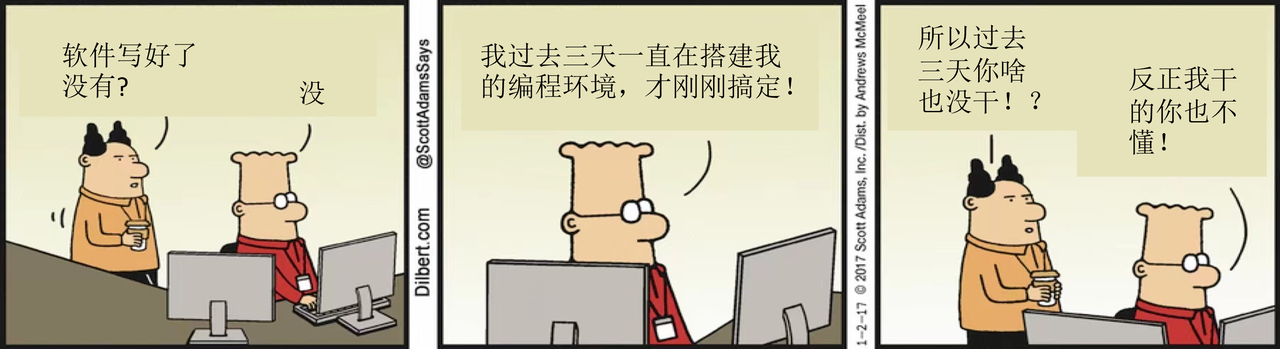 软件写好了
没有?
没
@ScottAdamsSays
Dilbert.com
我过去三天一直在搭建我
的编程环境，才刚刚搞定！
1-2-17 © 2017 Scott Adams, Inc. /Dist. by Andrews McMeel
所以过去
三天你啥
也没干！？
反正我干
的你也不
懂！